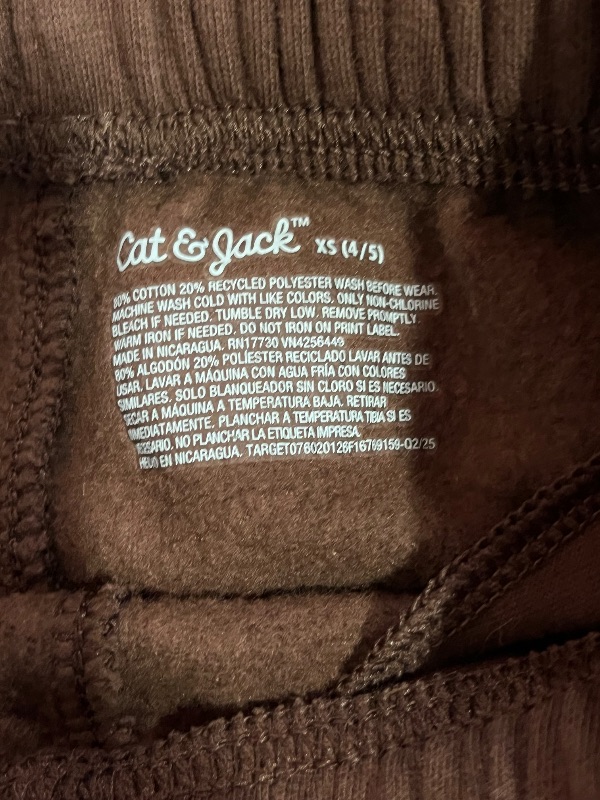 Cat & Jack™ XS (4/5)
80% COTTON 20% RECYCLED POLYESTER WASH BEFORE WEAR.
MACHINE WASH COLD WITH LIKE COLORS. ONLY NON-CHLORINE
BLEACH IF NEEDED. TUMBLE DRY LOW. REMOVE PROMPTLY.
WARM IRON IF NEEDED. DO NOT IRON ON PRINT LABEL.
MADE IN NICARAGUA. RN17730 VN4256449
80% ALGODÓN 20% POLIÉSTER RECICLADO LAVAR ANTES DE
USAR. LAVAR A MÁQUINA CON AGUA FRÍA CON COLORES
SIMILARES. SOLO BLANQUEADOR SIN CLORO SI ES NECESARIO.
SECAR A MÁQUINA A TEMPERATURA BAJA. RETIRAR
INMEDIATAMENTE. PLANCHAR A TEMPERATURA TIBIA SI ES
NECESARIO. NO PLANCHAR LA ETIQUETA IMPRESA.
HECHO EN NICARAGUA.